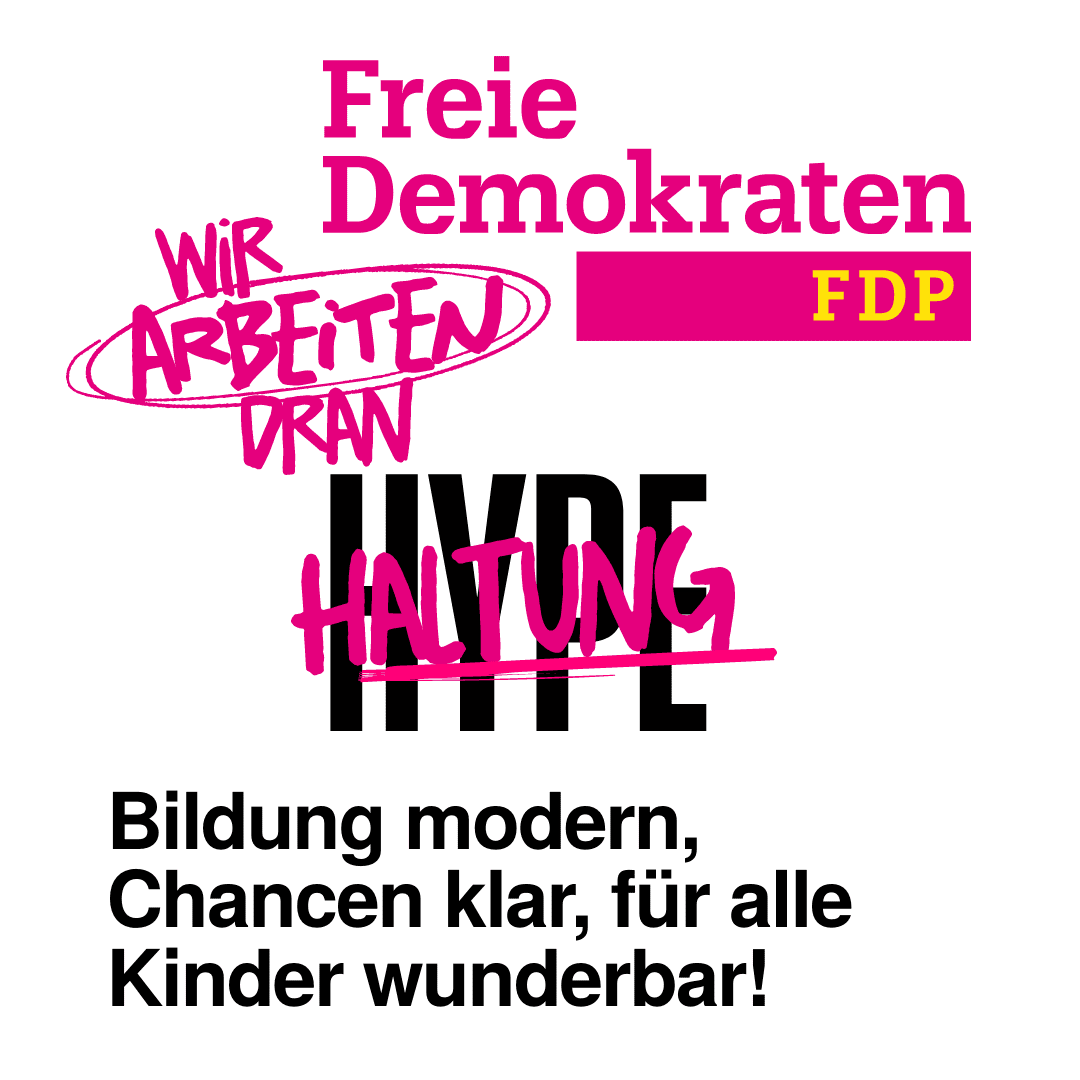 Freie
Demokraten
FDP
WiR
ARBEiTEN
DRAN
HYPE
HALTUNG
Bildung modern,
Chancen klar, für alle
Kinder wunderbar!